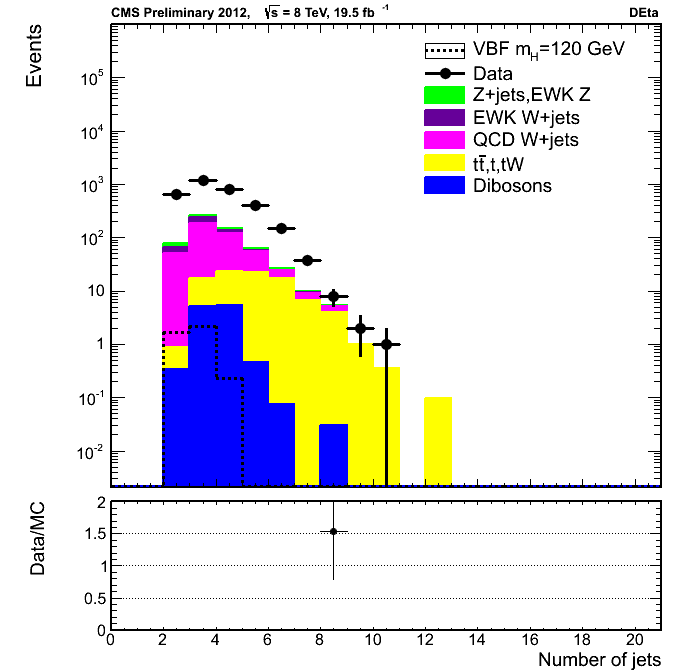 CMS Preliminary 2012, √s = 8 TeV, 19.5 fb⁻¹ DEta
Events
VBF m_H=120 GeV
Data
Z+jets,EWK Z
EWK W+jets
QCD W+jets
tt̄,t,tW
Dibosons
10⁵
10⁴
10³
10²
10
1
10⁻¹
10⁻²
Data/MC
2
1.5
1
0.5
0
0 2 4 6 8 10 12 14 16 18 20
Number of jets